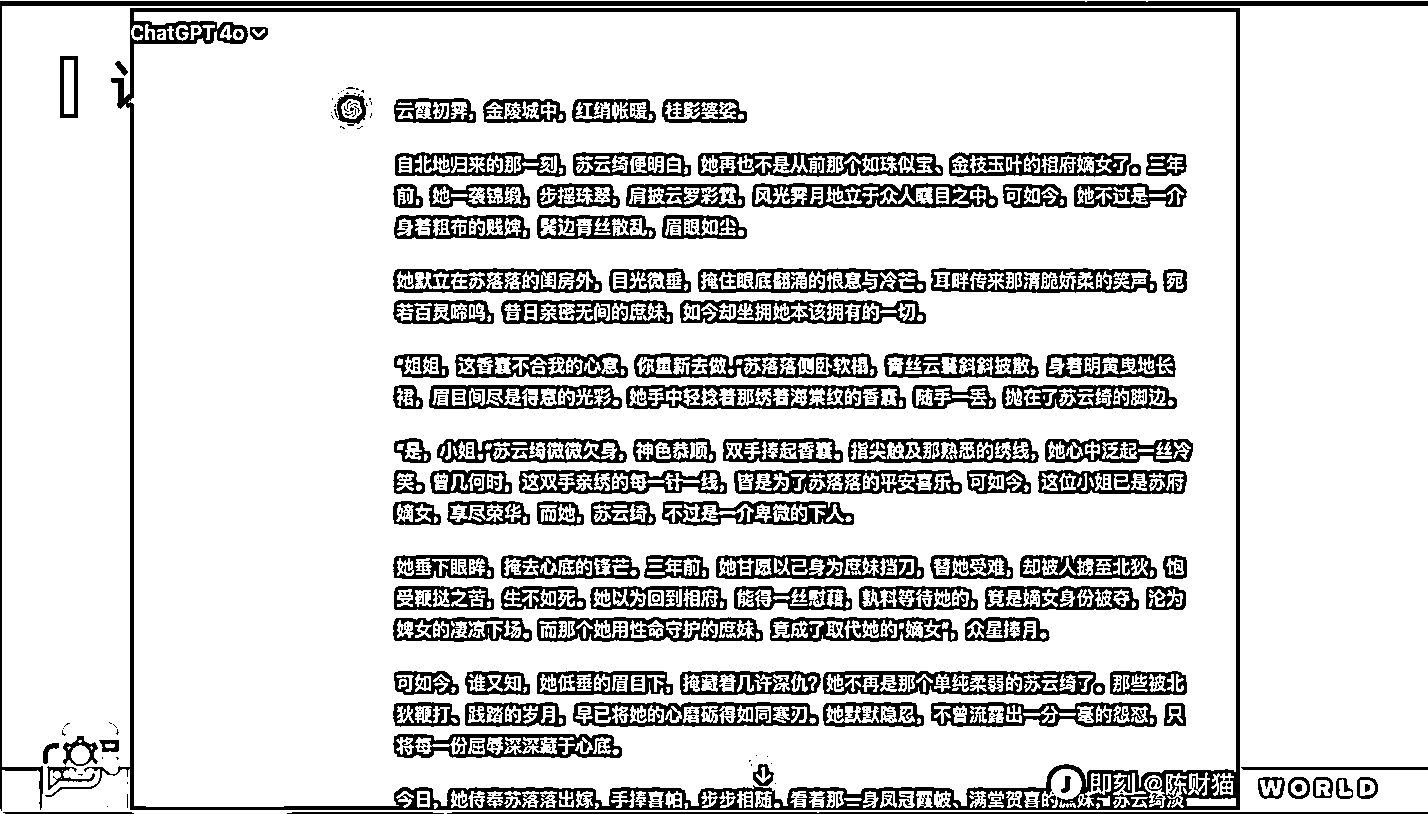 ChatGPT 4o
云霞初霁，金陵城中，红绡帐暖，桂影婆娑。
自北地归来的那一刻，苏云绮便明白，她再也不是从前那个如珠似宝、金枝玉叶的相府嫡女了。三年
前，她一袭锦缎，步摇珠翠，肩披云罗彩霓，风光霁月地立于众人瞩目之中。可如今，她不过是一介
身着粗布的贱婢，鬓边青丝散乱，眉眼如尘。
她默立在苏落落的闺房外，目光微垂，掩住眼底翻涌的恨意与冷芒。耳畔传来那清脆娇柔的笑声，宛
若百灵啼鸣，昔日亲密无间的庶妹，如今却坐拥她本该拥有的一切。
“姐姐，这香囊不合我的心意，你重新去做。”苏落落侧卧软榻，青丝云鬓斜斜披散，身着明黄曳地长
裙，眉目间尽是得意的光彩。她手中轻捻着那绣着海棠纹的香囊，随手一丢，抛在了苏云绮的脚边。
“是，小姐。”苏云绮微微欠身，神色恭顺，双手捧起香囊，指尖触及那熟悉的绣线，她心中泛起一丝冷
笑。曾几何时，这双手亲绣的每一针一线，皆是为了苏落落的平安喜乐。可如今，这位小姐已是苏府
嫡女，享尽荣华，而她，苏云绮，不过是一介卑微的下人。
她垂下眼眸，掩去心底的锋芒。三年前，她甘愿以己身为庶妹挡刀，替她受难，却被人掳至北狄，饱
受鞭挞之苦，生不如死。她以为回到相府，能得一丝慰藉，孰料等待她的，竟是嫡女身份被夺，沦为
婢女的凄凉下场。而那个她用性命守护的庶妹，竟成了取代她的“嫡女”，众星捧月。
可如今，谁又知，她低垂的眉目下，掩藏着几许深仇？她不再是那个单纯柔弱的苏云绮了。那些被北
狄鞭打、践踏的岁月，早已将她的心磨砺得如同寒刃。她默默隐忍，不曾流露出一分一毫的怨怼，只
将每一份屈辱深深藏于心底。
今日，她侍奉苏落落出嫁，手捧喜帕，步步相随。看着那一身凤冠霞帔、满堂贺喜的庶妹，苏云绮淡
即刻 @陈财猫
WORLD